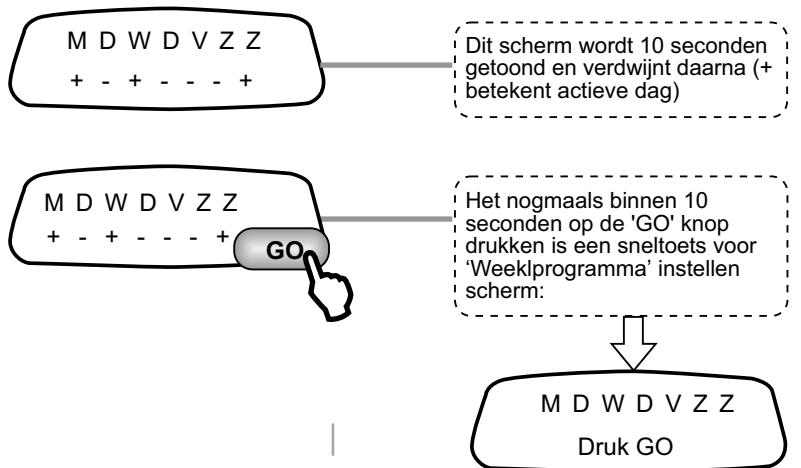 M D W D V Z Z
+ - + - - - +
Dit scherm wordt 10 seconden
getoond en verdwijnt daarna (+
betekent actieve dag)
M D W D V Z Z
+ - + - - - +
GO
Het nogmaals binnen 10
seconden op de 'GO' knop
drukken is een sneltoets voor
‘Weeklprogramma’ instellen
scherm:
M D W D V Z Z
Druk GO